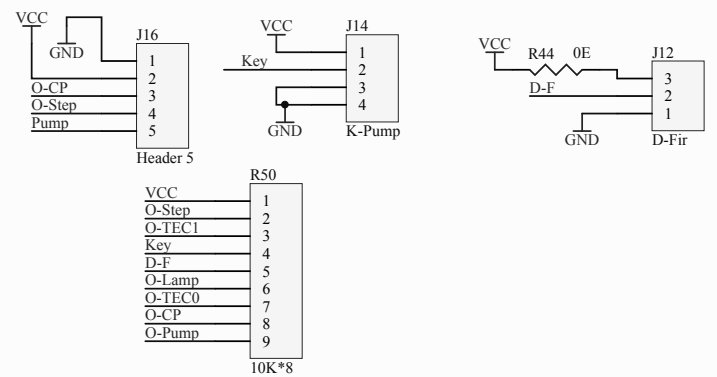 VCC
GND
J16
1
2
O-CP 3
O-Step 4
Pump 5
Header 5
VCC
J14
1
Key 2
3
4
GND
K-Pump
VCC
R44 0E
J12
3
D-F 2
1
GND
D-Fir
R50
VCC 1
O-Step 2
O-TEC1 3
Key 4
D-F 5
O-Lamp 6
O-TEC0 7
O-CP 8
O-Pump 9
10K*8